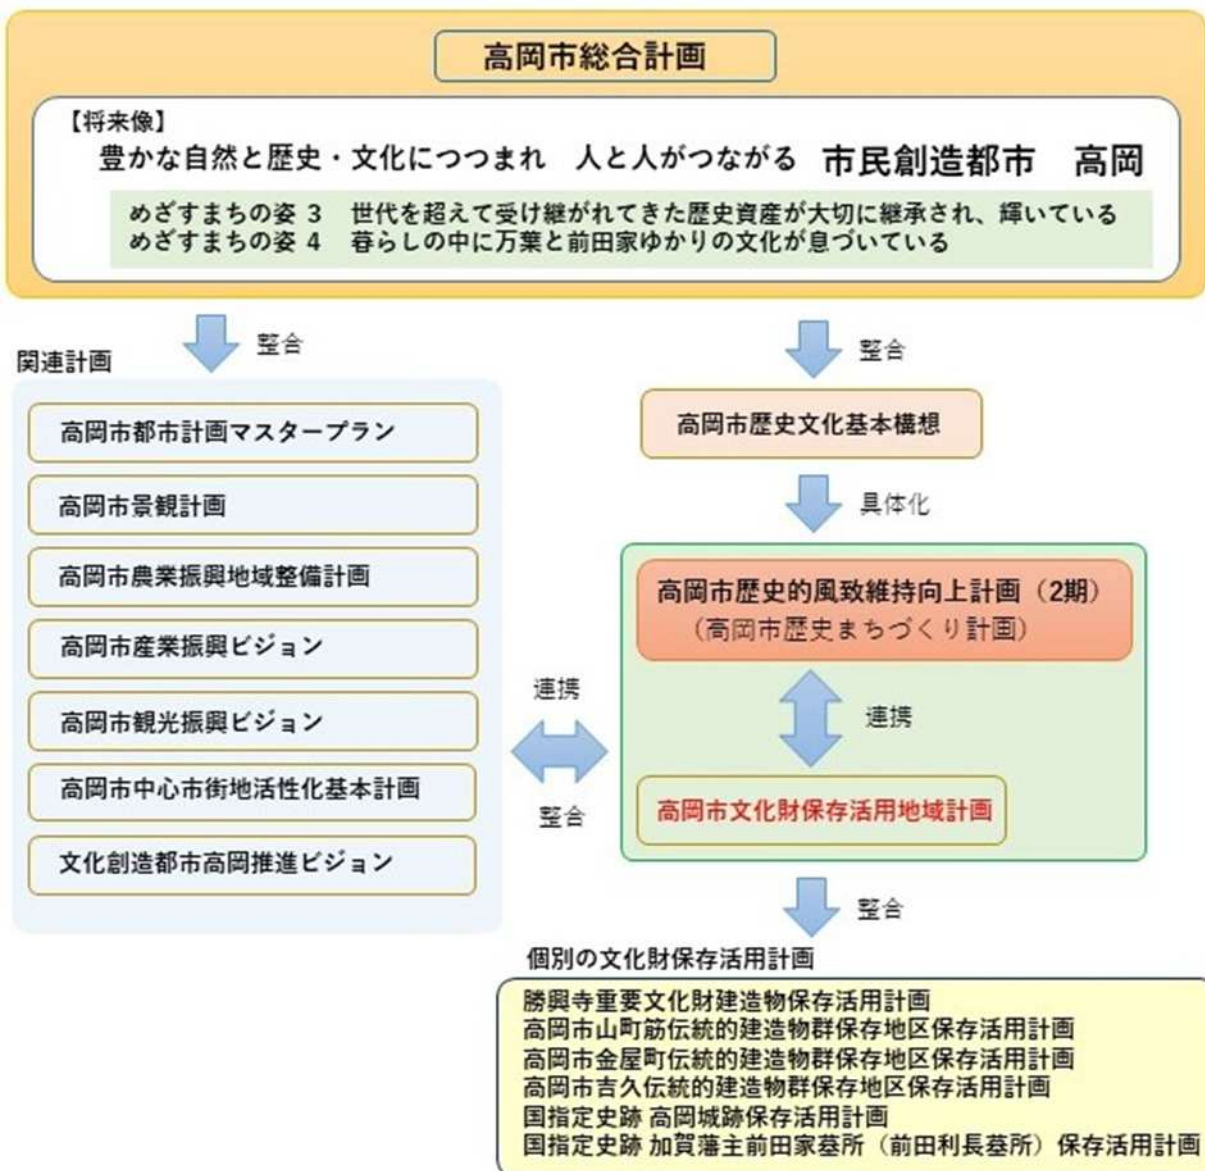 高岡市総合計画
【将来像】
豊かな自然と歴史・文化につつまれ 人と人がつながる 市民創造都市 高岡
めざすまちの姿 3 世代を超えて受け継がれてきた歴史資産が大切に継承され、輝いている
めざすまちの姿 4 暮らしの中に万葉と前田家ゆかりの文化が息づいている
整合
関連計画
高岡市都市計画マスタープラン
高岡市景観計画
高岡市農業振興地域整備計画
高岡市産業振興ビジョン
高岡市観光振興ビジョン
高岡市中心市街地活性化基本計画
文化創造都市高岡推進ビジョン
連携
整合
整合
高岡市歴史文化基本構想
具体化
高岡市歴史的風致維持向上計画（2期）
（高岡市歴史まちづくり計画）
連携
高岡市文化財保存活用地域計画
整合
個別の文化財保存活用計画
勝興寺重要文化財建造物保存活用計画
高岡市山町筋伝統的建造物群保存地区保存活用計画
高岡市金屋町伝統的建造物群保存地区保存活用計画
高岡市吉久伝統的建造物群保存地区保存活用計画
国指定史跡 高岡城跡保存活用計画
国指定史跡 加賀藩主前田家墓所（前田利長墓所）保存活用計画